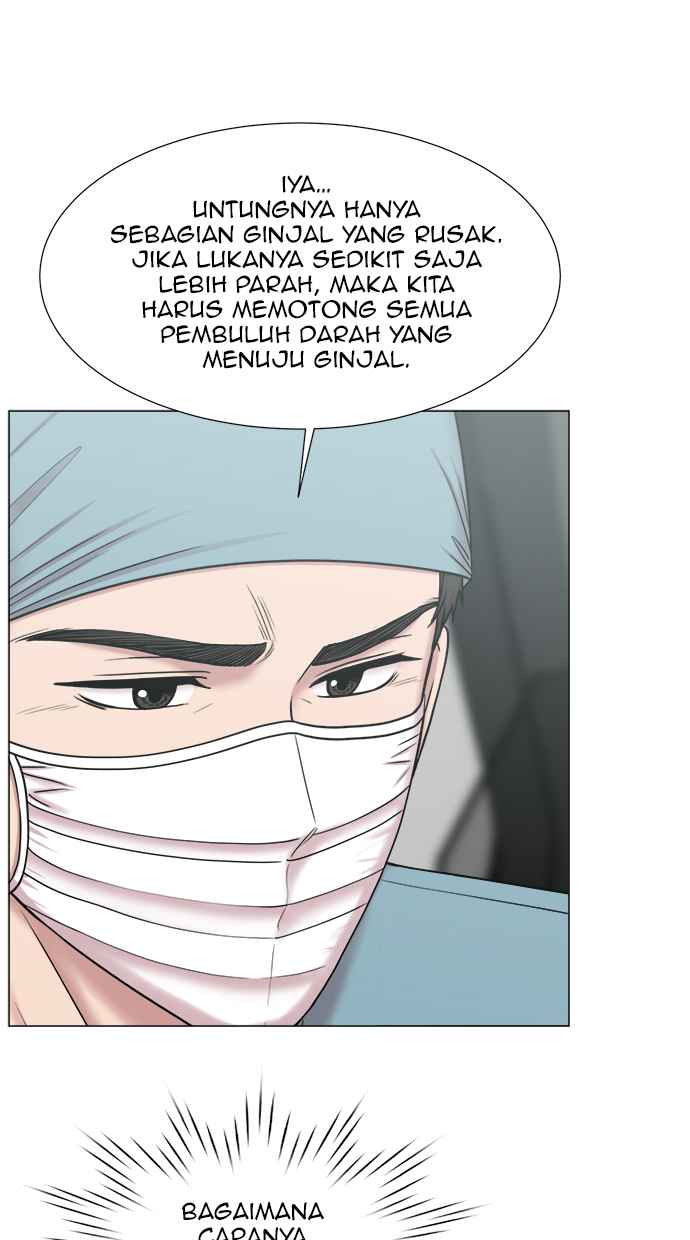 IYA...
UNTUNGNYA HANYA
SEBAGIAN GINJAL YANG RUSAK.
JIKA LUKANYA SEDIKIT SAJA
LEBIH PARAH, MAKA KITA
HARUS MEMOTONG SEMUA
PEMBULUH DARAH YANG
MENUJU GINJAL.
BAGAIMANA
CARANYA